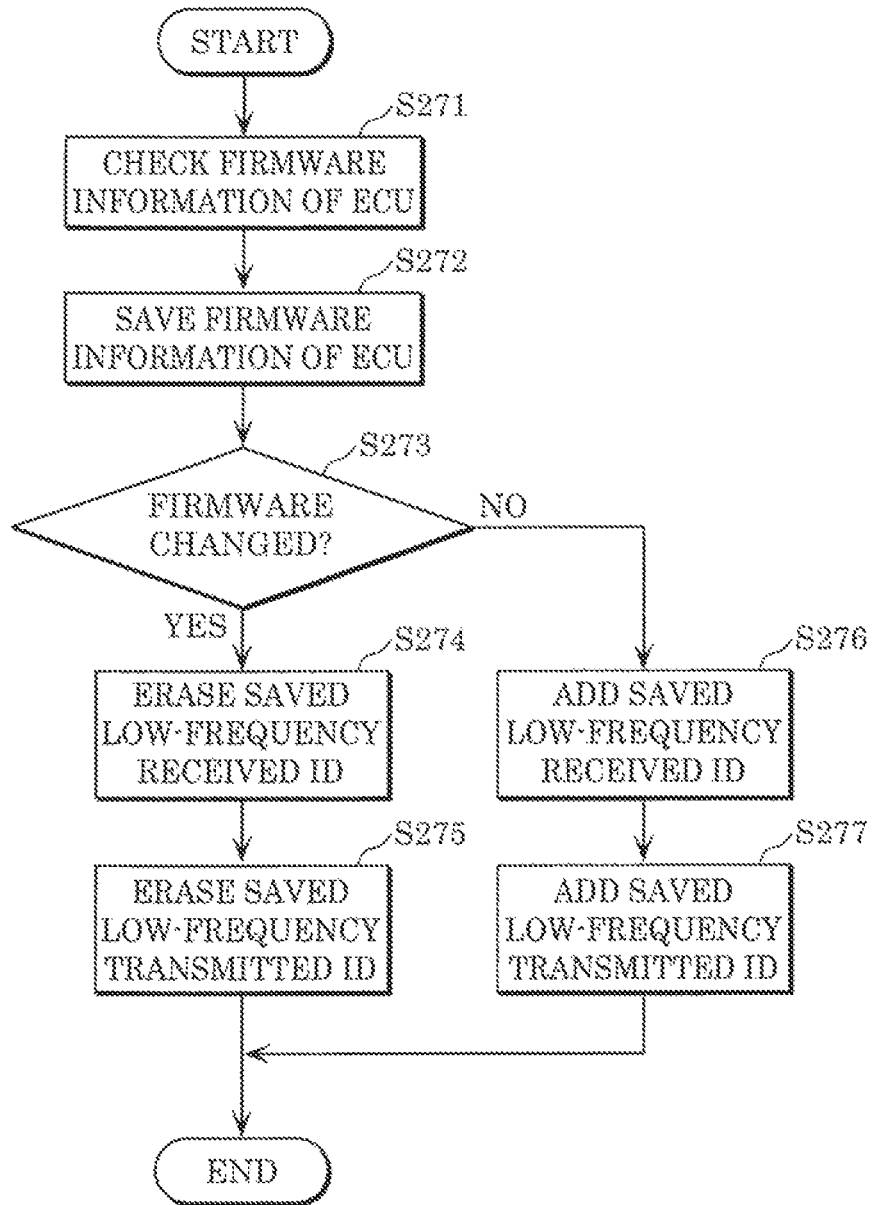 START
S271
CHECK FIRMWARE
INFORMATION OF ECU
S272
SAVE FIRMWARE
INFORMATION OF ECU
S273
FIRMWARE
CHANGED?
NO
YES
S274
ERASE SAVED
LOW-FREQUENCY
RECEIVED ID
S276
ADD SAVED
LOW-FREQUENCY
RECEIVED ID
S275
ERASE SAVED
LOW-FREQUENCY
TRANSMITTED ID
S277
ADD SAVED
LOW-FREQUENCY
TRANSMITTED ID
END